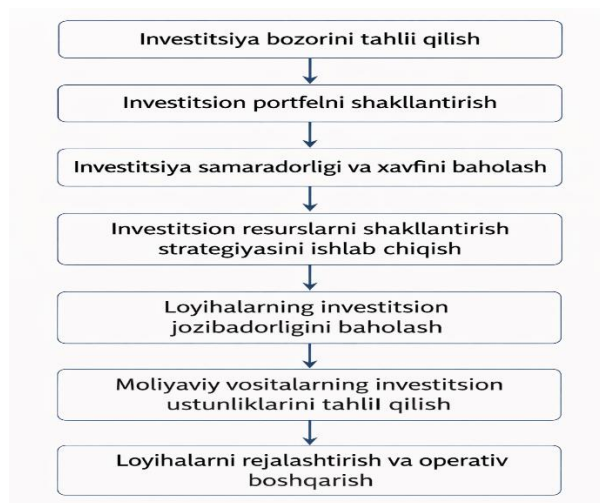 Investitsiya bozorini tahlii qilish
Investitsion portfelni shakllantirish
Investitsiya samaradorligi va xavfini baholash
Investitsion resurslarni shakllantirish
strategiyasini ishlab chiqish
Loyihalarning investitsion
jozibadorligini baholash
Moliyaviy vositalarning investitsion
ustunliklarini tahlil qilish
Loyihalarni rejalashtirish va operativ
boshqarish